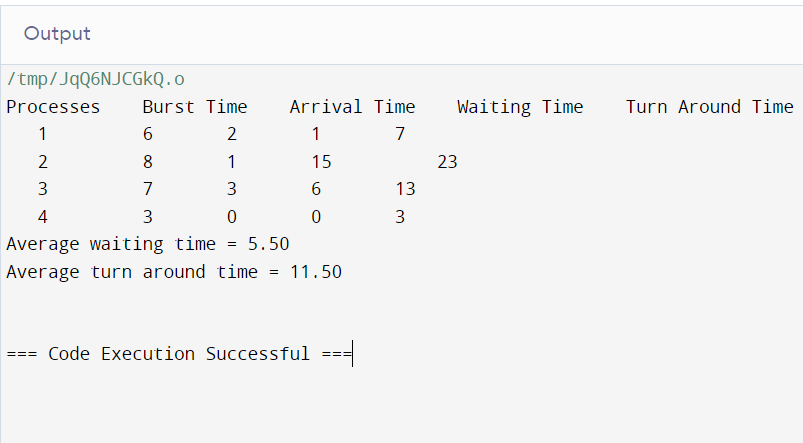 Output
/tmp/JqQ6NJCGkQ.o
Processes    Burst Time    Arrival Time    Waiting Time    Turn Around Time
   1         6       2       1       7
   2         8       1       15          23
   3         7       3       6       13
   4         3       0       0       3
Average waiting time = 5.50
Average turn around time = 11.50
=== Code Execution Successful ===